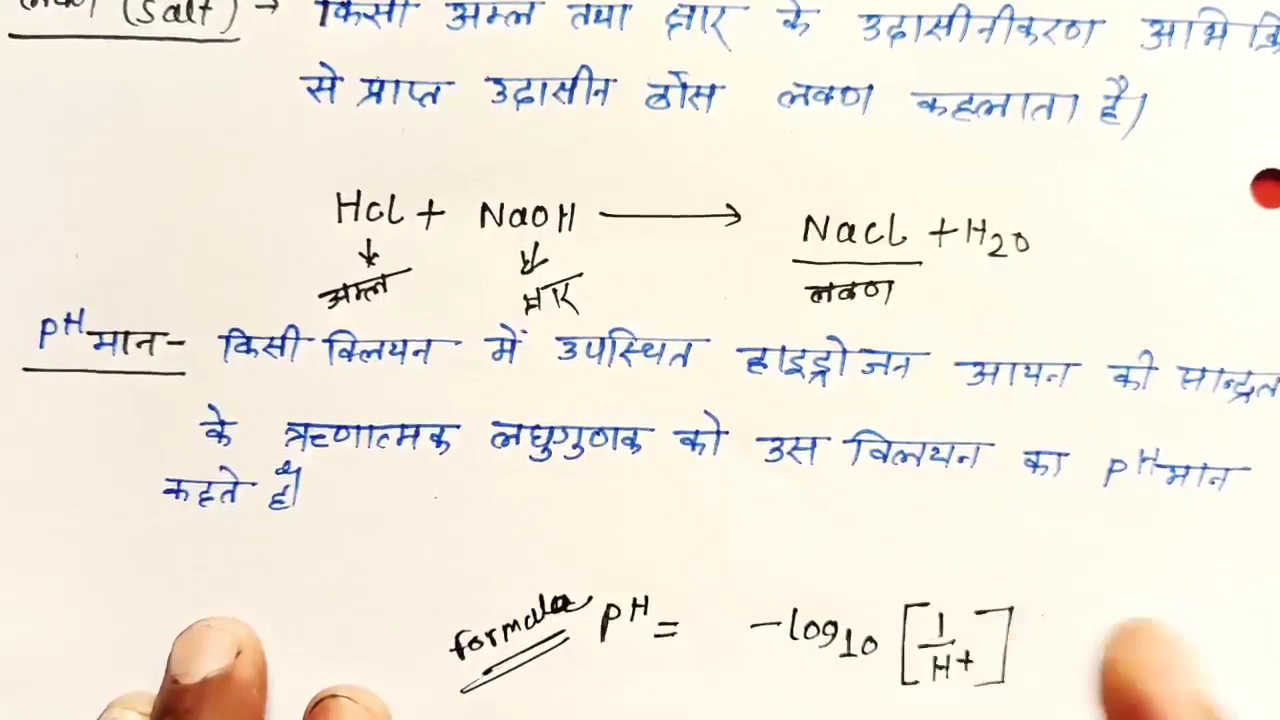 (Salt) → किसी अम्ल तथा क्षार के उदासीनीकरण
से प्राप्त उदासीन ठोस लवण कहलाता है।
Hcl + NaOH → Nacl + H₂O
अम्ल क्षार लवण
pH मान - किसी विलयन में उपस्थित हाइड्रोजन आयन की
के ऋणात्मक लघुगुणक को उस विलयन का pH मान
कहते हैं।
formula pH = -log₁₀ [1/H+]